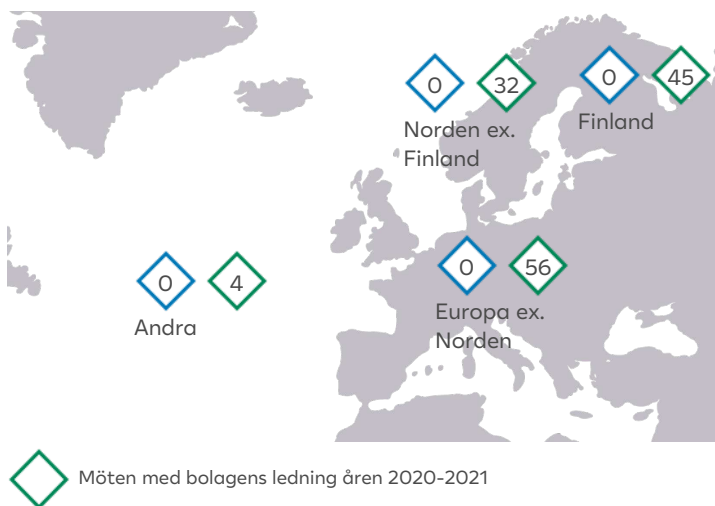 0 32 0 45
Norden ex. Finland
Finland
0 4
Andra
0 56
Europa ex.
Norden
Möten med bolagens ledning åren 2020-2021